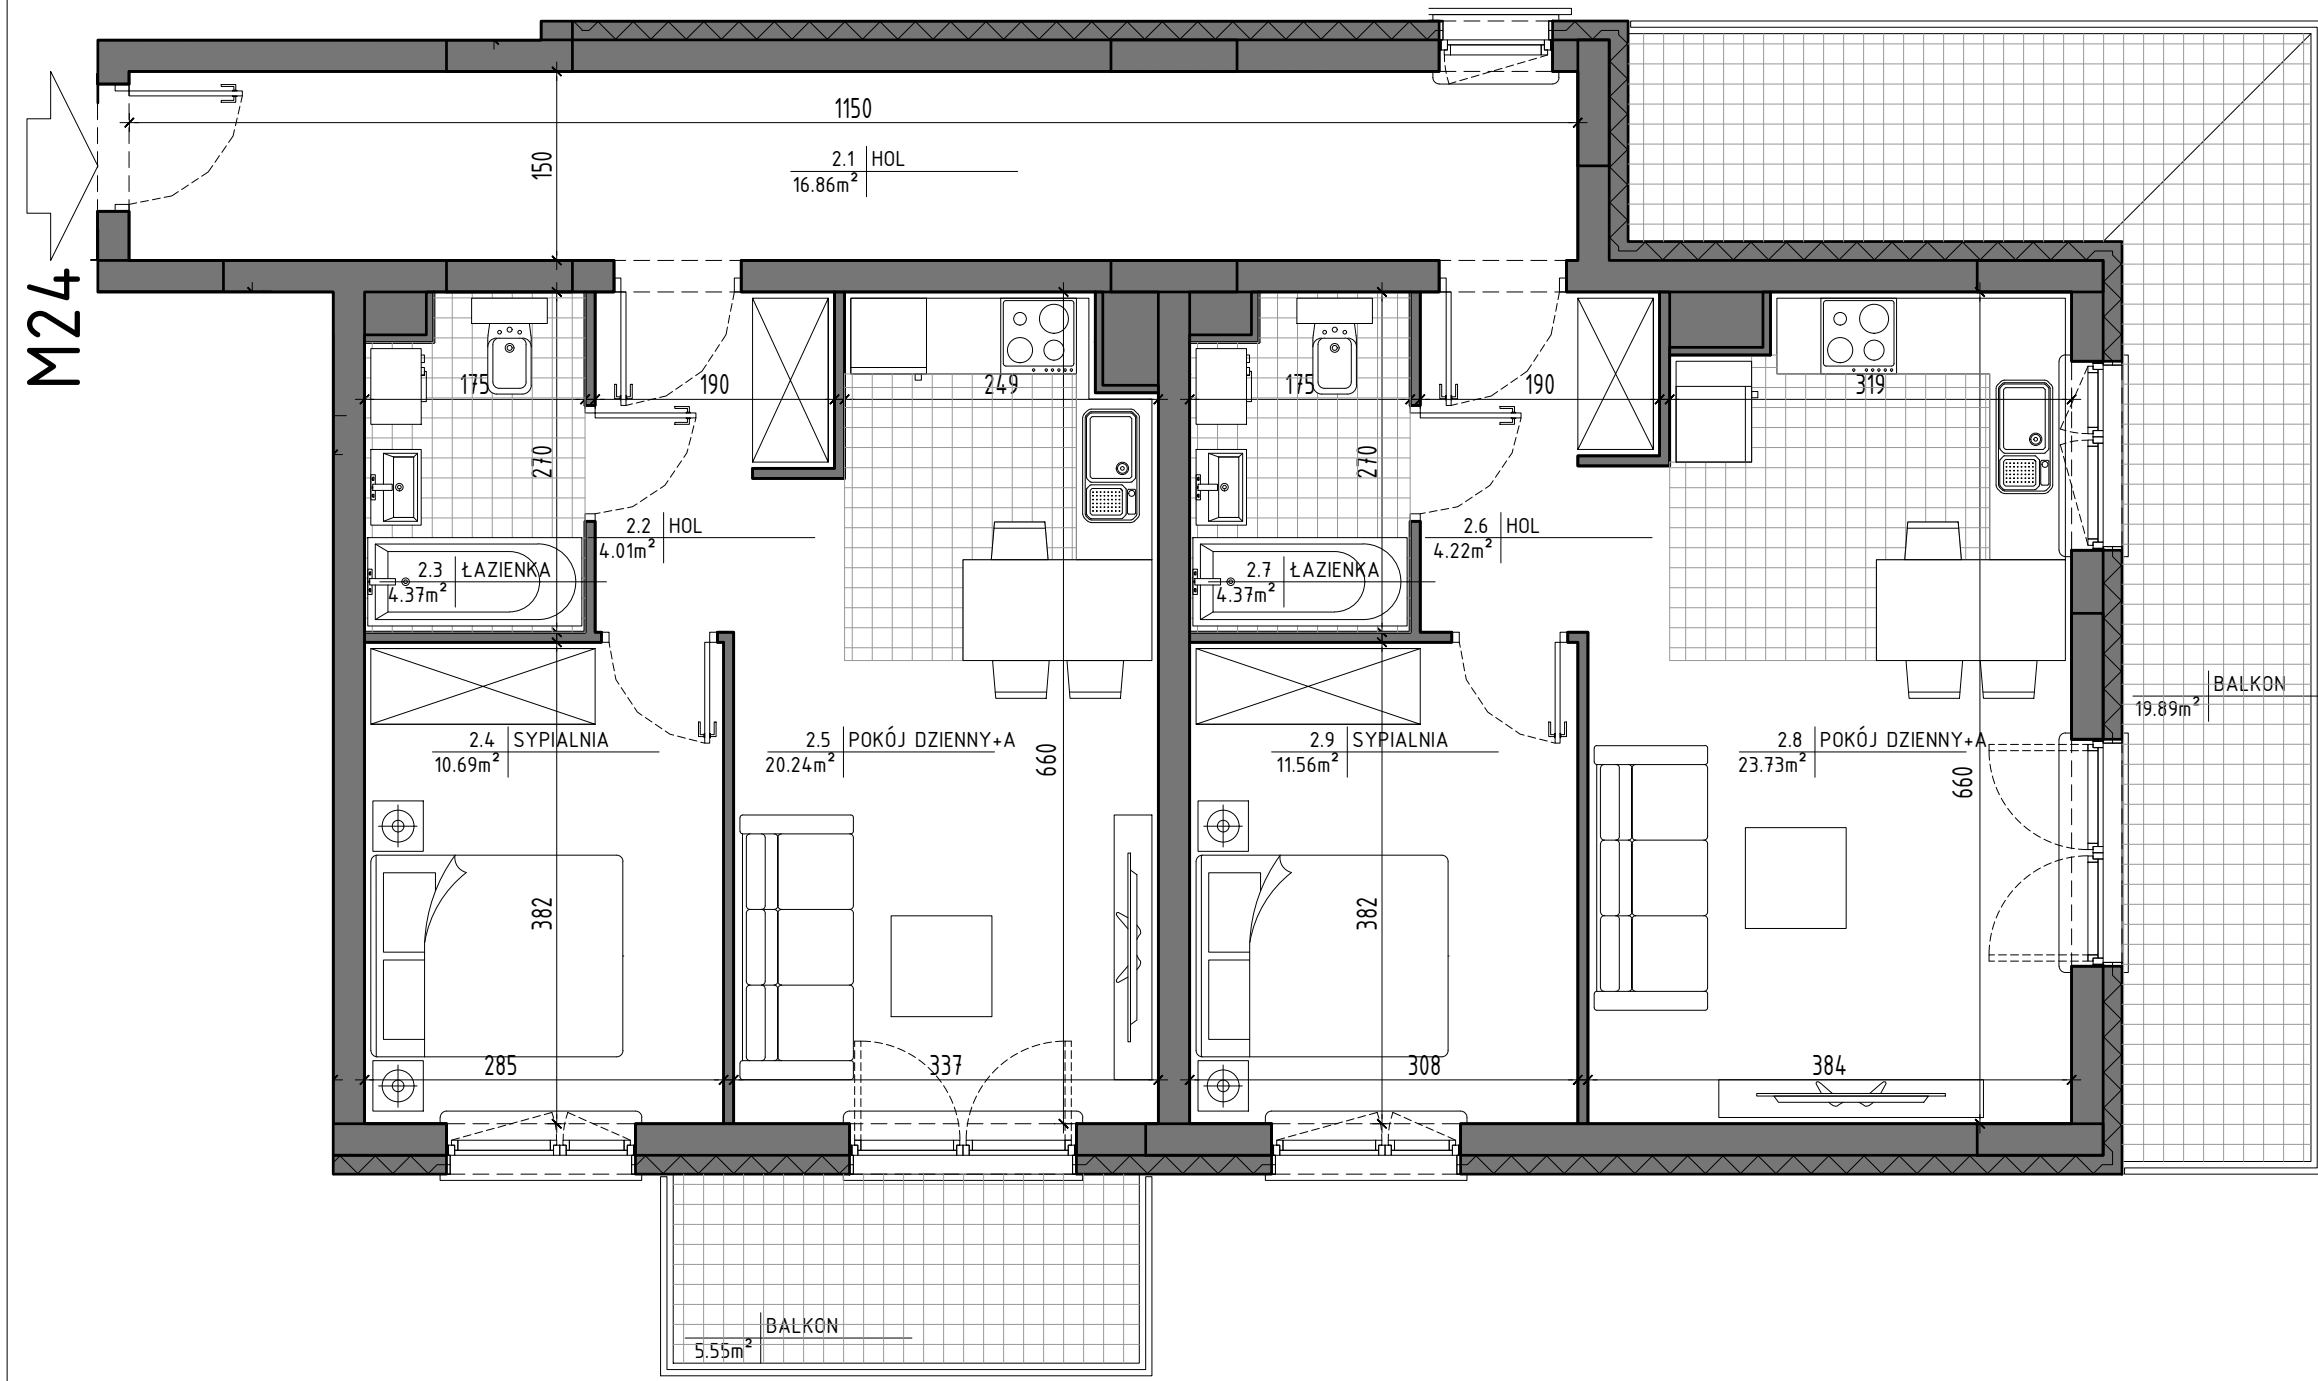 M24
1150
150
2.1 HOL
16.86m²
175
190
249
175
190
319
270
270
2.2 HOL
4.01m²
2.6 HOL
4.22m²
2.3 ŁAZIENKA
4.37m²
2.7 ŁAZIENKA
4.37m²
BALKON
19.89m²
2.4 SYPIALNIA
10.69m²
2.5 POKÓJ DZIENNY+A
20.24m²
2.9 SYPIALNIA
11.56m²
2.8 POKÓJ DZIENNY+A
23.73m²
660
660
382
382
285
337
308
384
BALKON
5.55m²